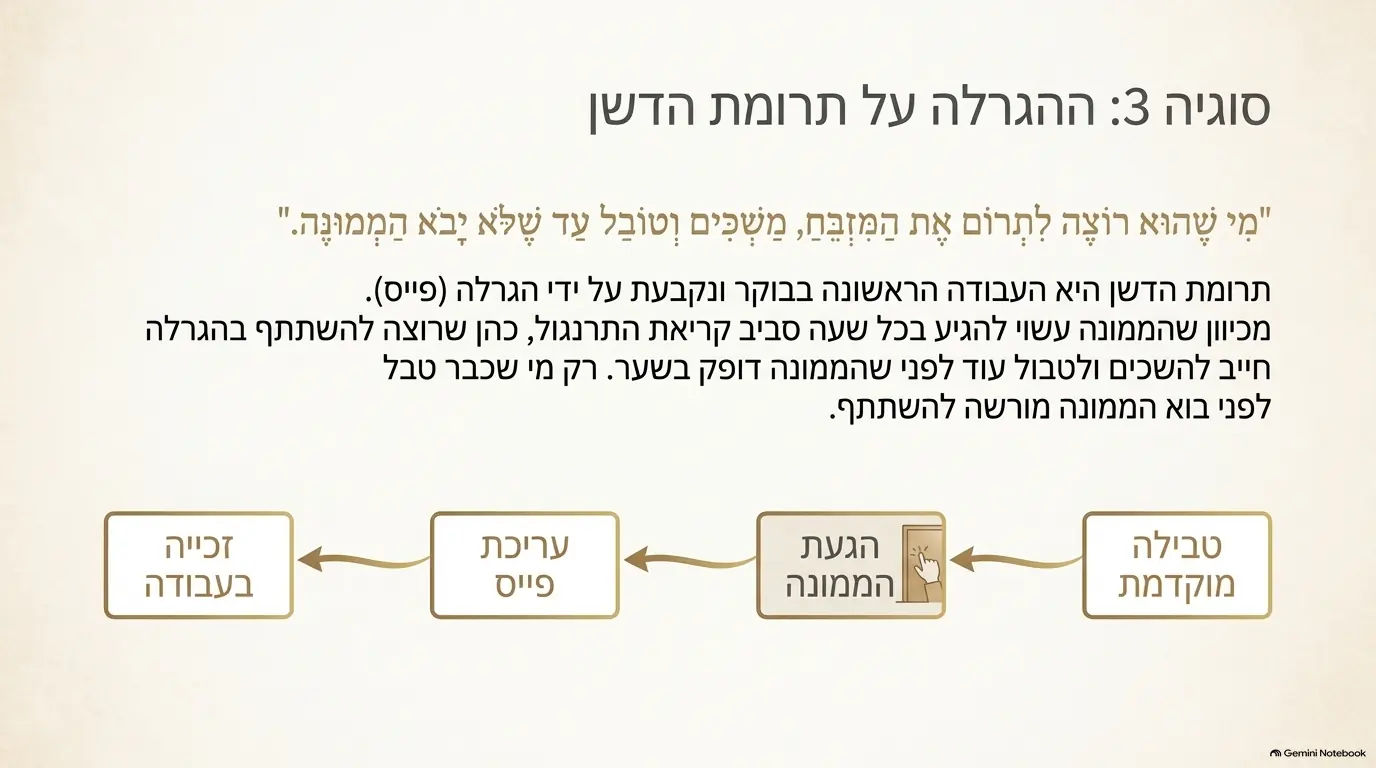 סוגיה 3: ההגרלה על תרומת הדשן
"מִי שֶׁהוּא רוֹצֶה לִתְרוֹם אֶת הַמִּזְבֵּחַ, מַשְׁכִּים וְטוֹבַל עַד שֶׁלֹּא יָבֹא הַמְמוּנֶּה."
תרומת הדשן היא העבודה הראשונה בבוקר ונקבעת על ידי הגרלה (פייס).
מכיוון שהממונה עשוי להגיע בכל שעה סביב קריאת התרנגול, כהן שרוצה להשתתף בהגרלה
חייב להשכים ולטבול עוד לפני שהממונה דופק בשער. רק מי שכבר טבל
לפני בוא הממונה מורשה להשתתף.
טבילה
מוקדמת
הגעת
הממונה
עריכת
פייס
זכייה
בעבודה
Gemini Notebook